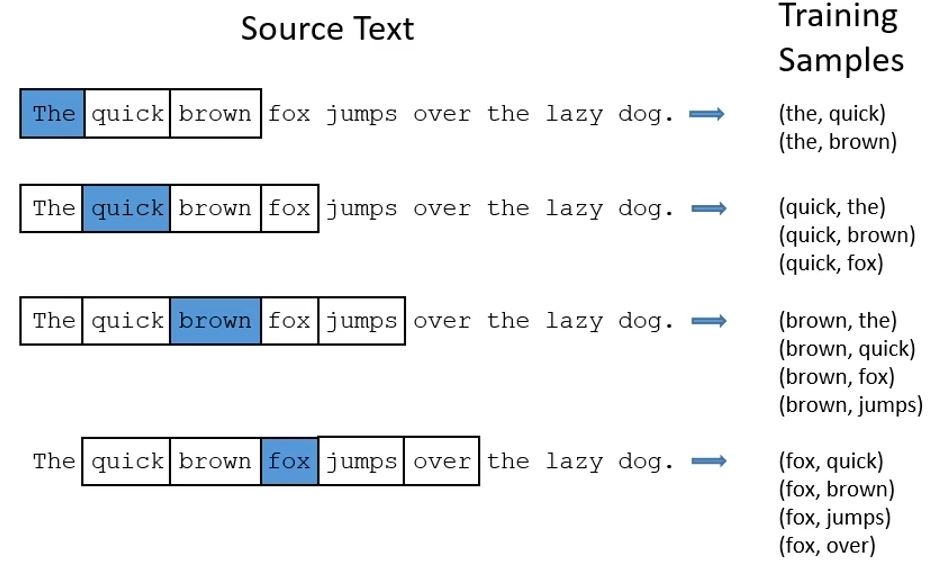 Source Text
Training
Samples
The quick brown fox jumps over the lazy dog.
(the, quick)
(the, brown)
The quick brown fox jumps over the lazy dog.
(quick, the)
(quick, brown)
(quick, fox)
The quick brown fox jumps over the lazy dog.
(brown, the)
(brown, quick)
(brown, fox)
(brown, jumps)
The quick brown fox jumps over the lazy dog.
(fox, quick)
(fox, brown)
(fox, jumps)
(fox, over)